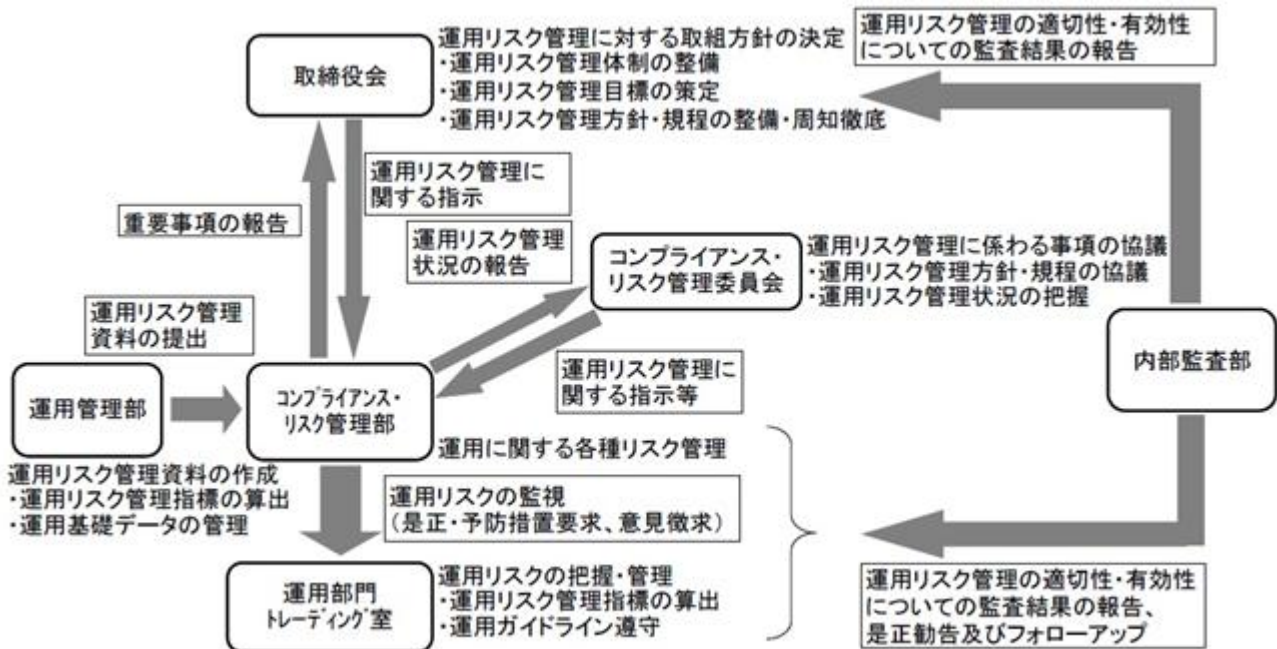 取締役会
運用リスク管理に対する取組方針の決定
・運用リスク管理体制の整備
・運用リスク管理目標の策定
・運用リスク管理方針・規程の整備・周知徹底
運用リスク管理の適切性・有効性
についての監査結果の報告
運用リスク管理に
関する指示
重要事項の報告
運用リスク管理
状況の報告
コンプライアンス・
リスク管理委員会
運用リスク管理に係わる事項の協議
・運用リスク管理方針・規程の協議
・運用リスク管理状況の把握
運用リスク管理
資料の提出
運用リスク管理に
関する指示等
内部監査部
運用管理部
コンプライアンス・
リスク管理部
運用に関する各種リスク管理
運用リスク管理資料の作成
・運用リスク管理指標の算出
・運用基礎データの管理
運用リスクの監視
(是正・予防措置要求、意見徴求)
運用部門
トレーディング室
運用リスクの把握・管理
・運用リスク管理指標の算出
・運用ガイドライン遵守
運用リスク管理の適切性・有効性
についての監査結果の報告、
是正勧告及びフォローアップ